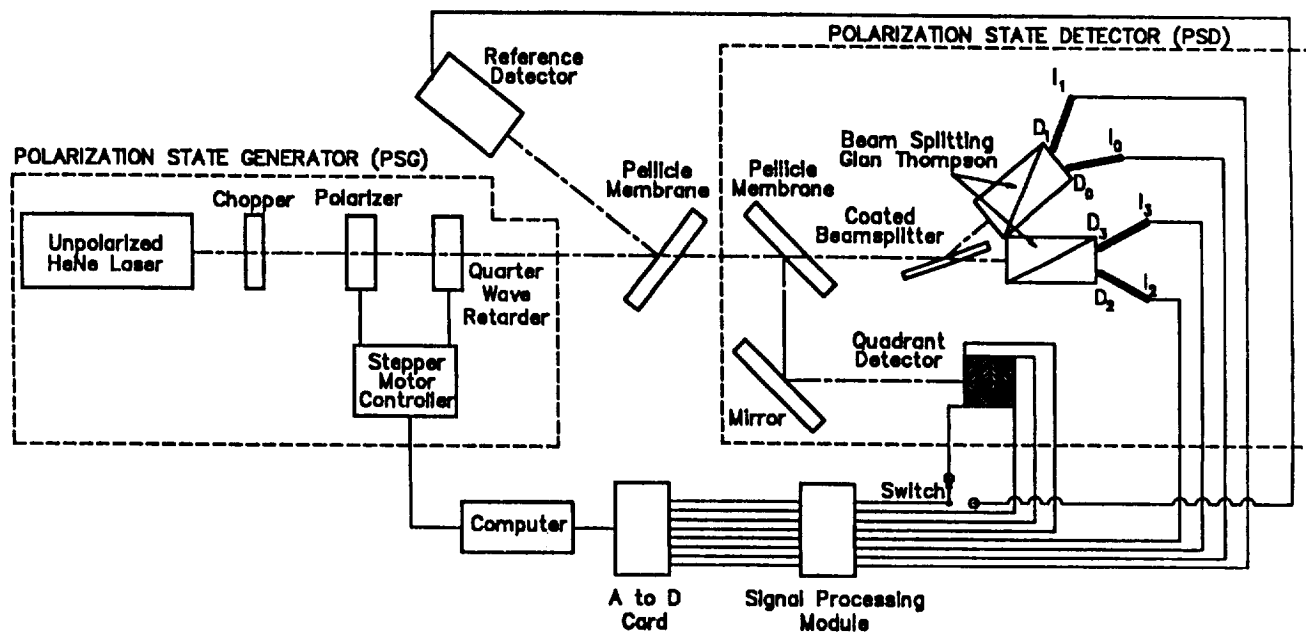 POLARIZATION STATE DETECTOR (PSD)
Reference
Detector
I1
Beam Splitting
Glan Thompson
D1
I0
D0
POLARIZATION STATE GENERATOR (PSG)
Pellicle
Membrane
Pellicle
Membrane
Chopper
Polarizer
Coated
Beamsplitter
I3
D3
Unpolarized
HeNe Laser
Quarter
Wave
Retarder
I2
D2
Stepper
Motor
Controller
Quadrant
Detector
Mirror
Switch
Computer
A to D
Card
Signal Processing
Module